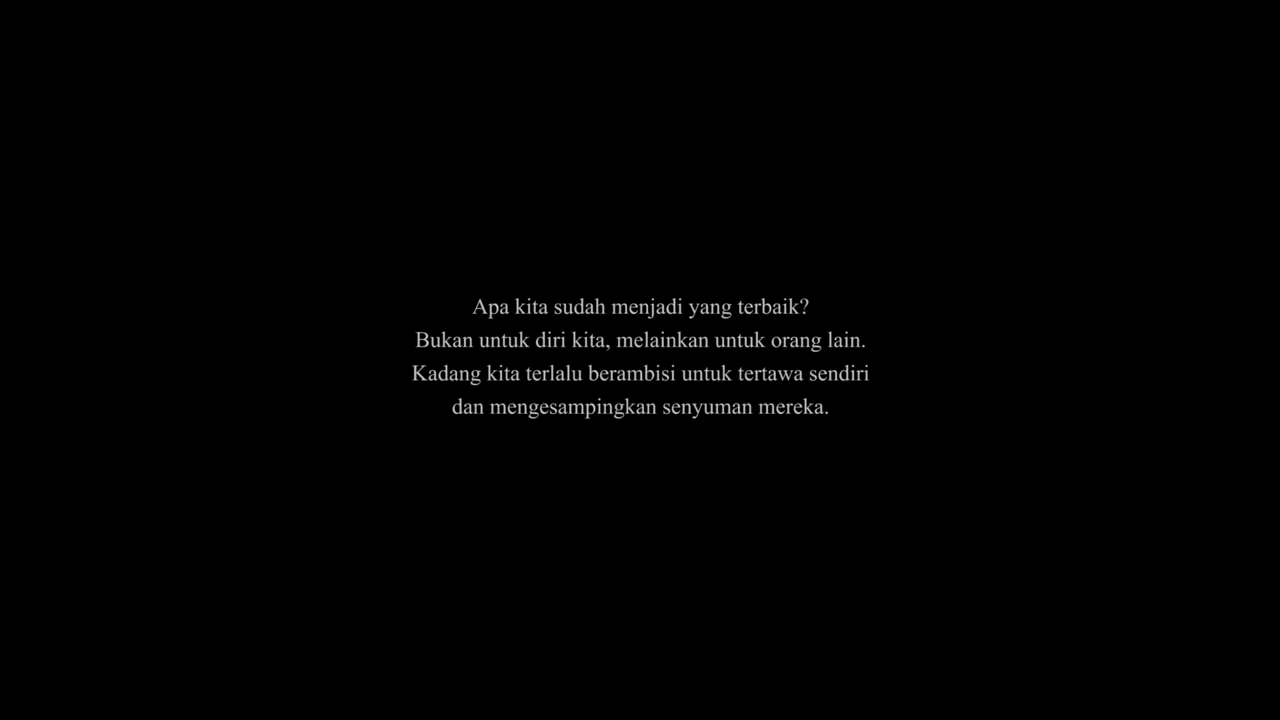 Apa kita sudah menjadi yang terbaik?
Bukan untuk diri kita, melainkan untuk orang lain.
Kadang kita terlalu berambisi untuk tertawa sendiri
dan mengesampingkan senyuman mereka.